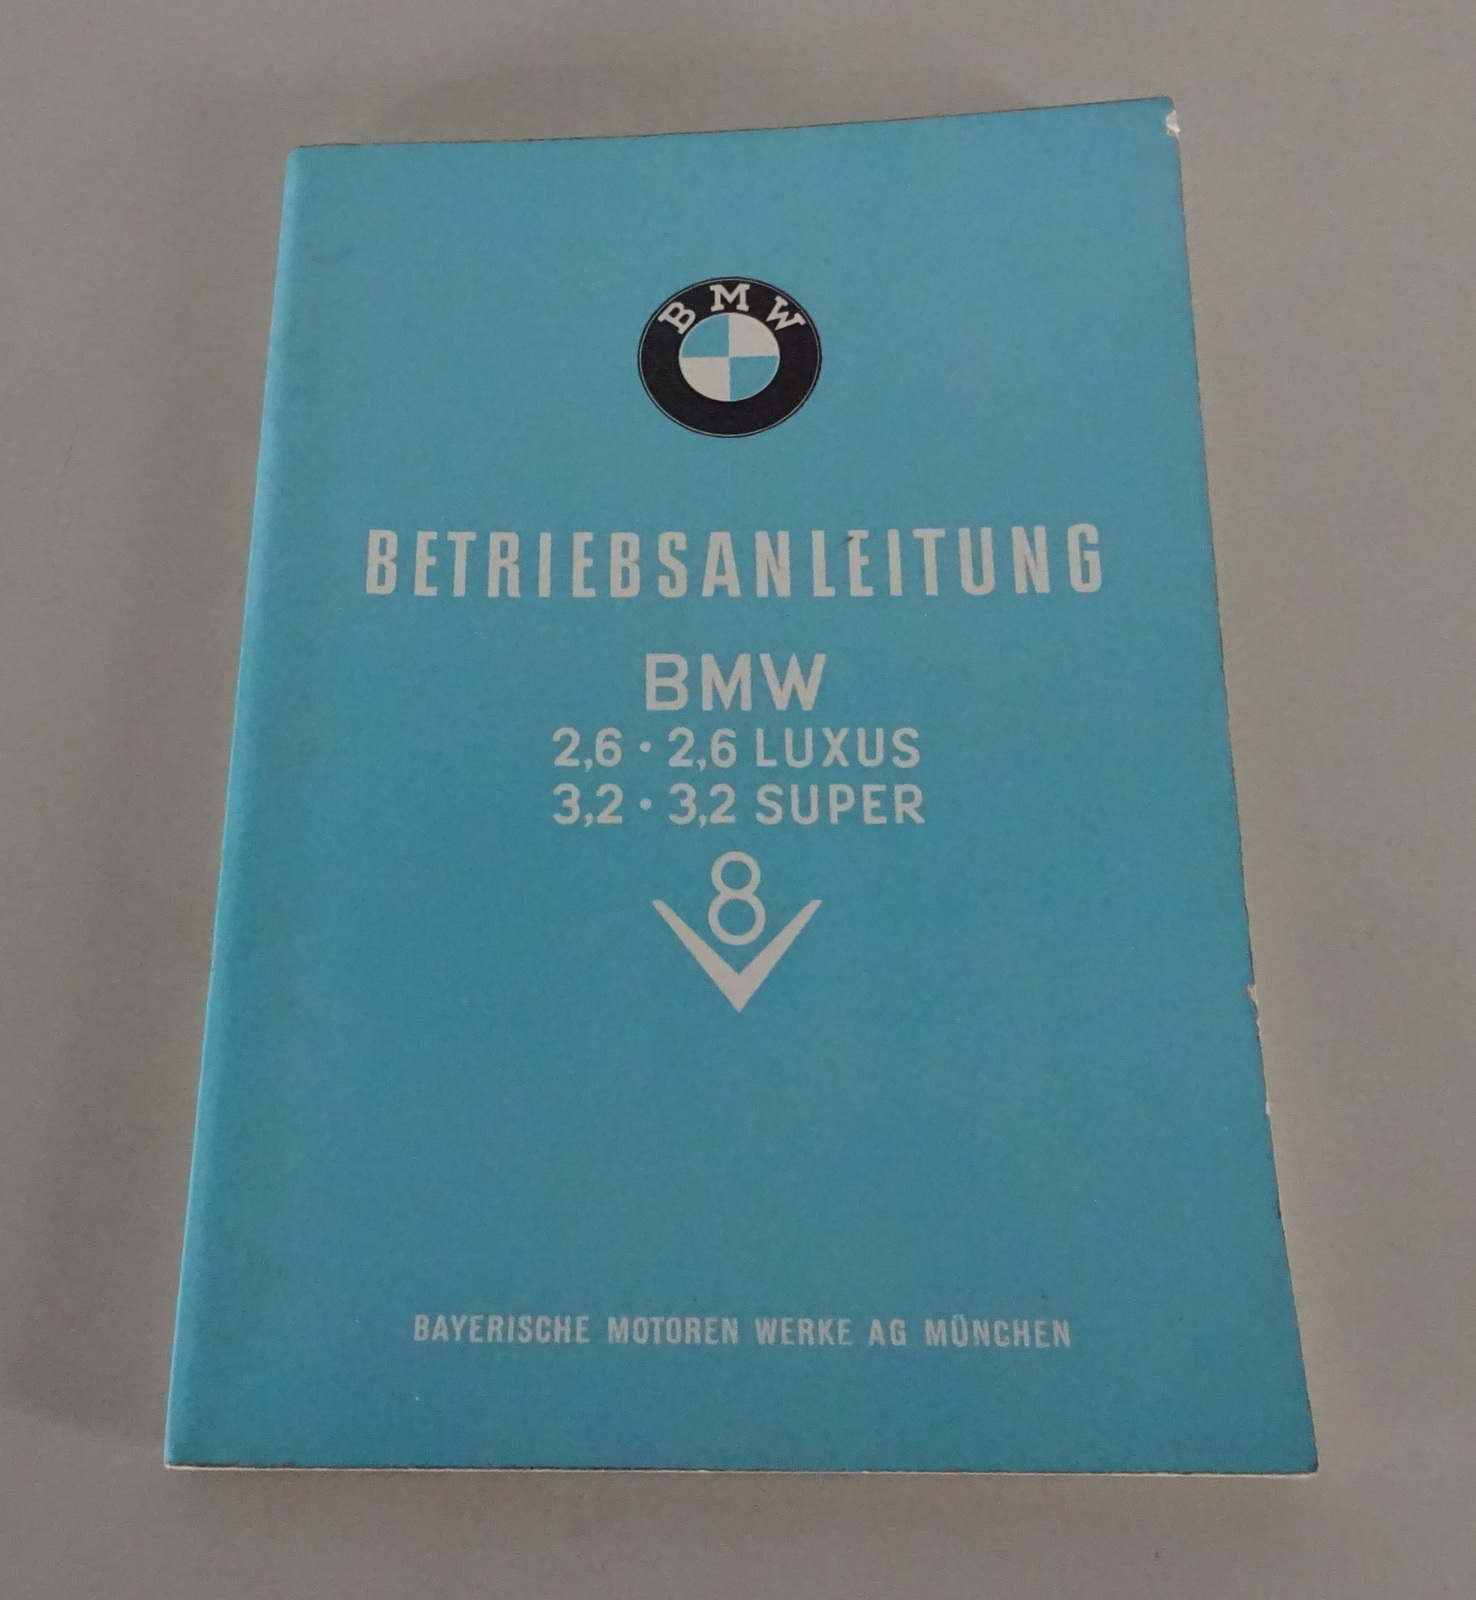 BMW
BETRIEBSANLEITUNG
BMW
2,6 · 2,6 LUXUS
3,2 · 3,2 SUPER
8
BAYERISCHE MOTOREN WERKE AG MÜNCHEN